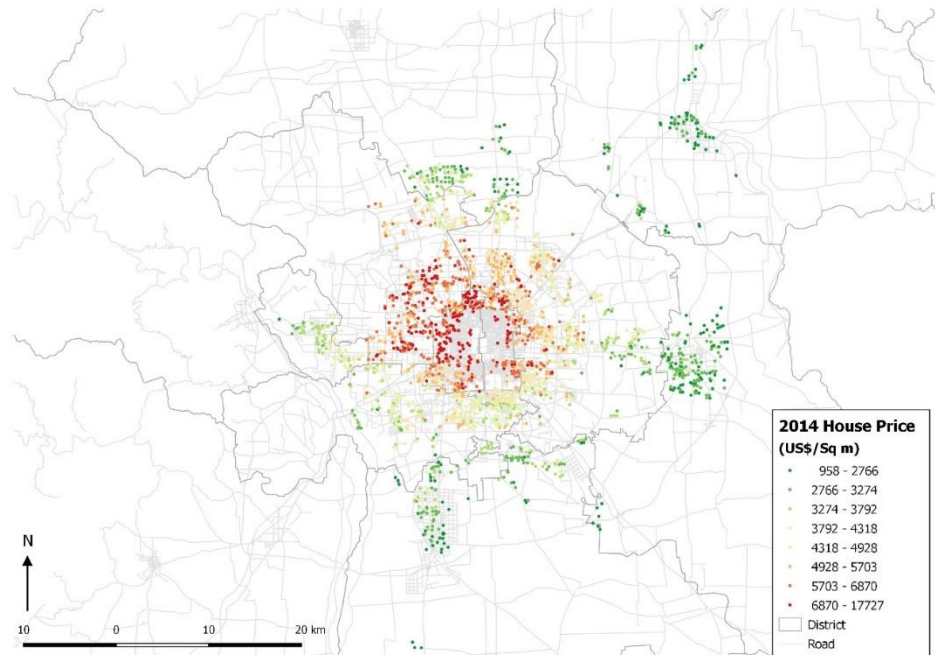 2014 House Price
(US$/Sq m)
958 - 2766
2766 - 3274
3274 - 3792
3792 - 4318
4318 - 4928
4928 - 5703
5703 - 6870
6870 - 17727
District
Road
N
10 0 10 20 km